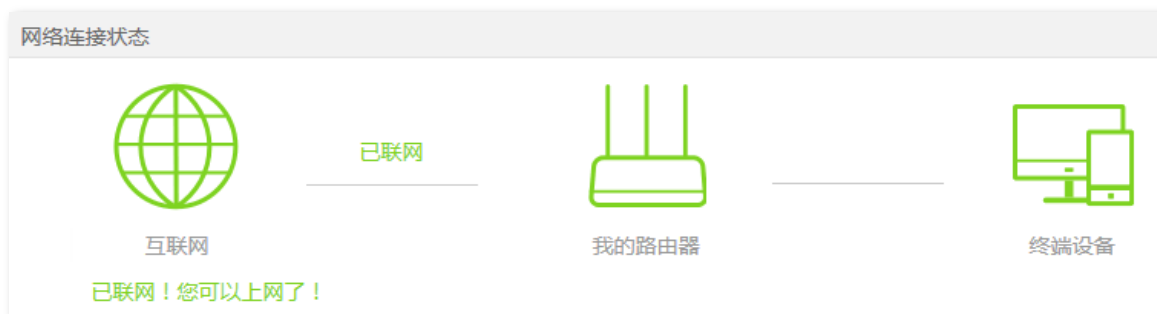 网络连接状态
已联网
互联网
我的路由器
终端设备
已联网！您可以上网了！